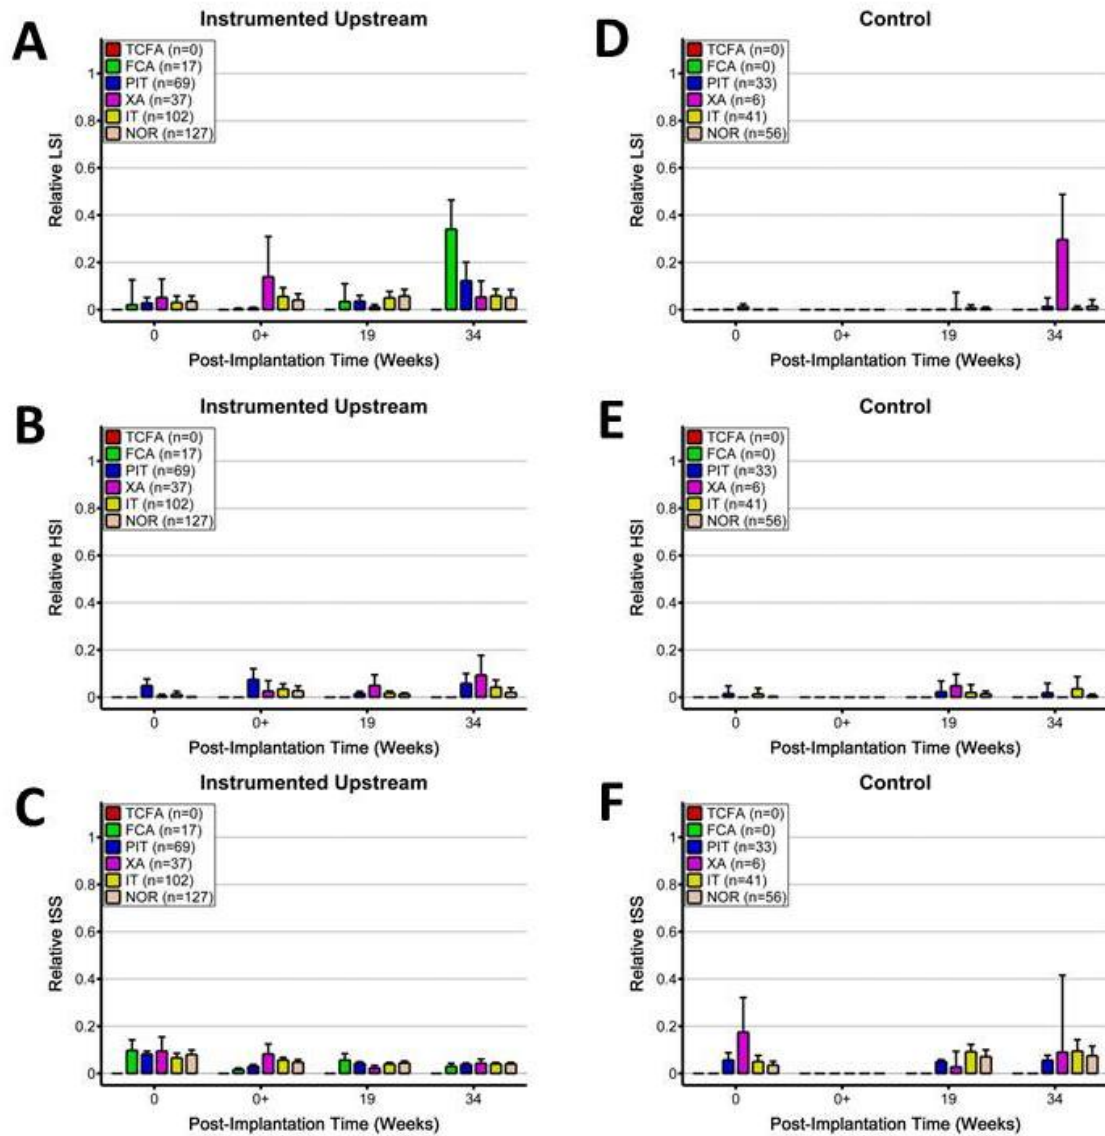 A
Instrumented Upstream
TCFA (n=0)
FCA (n=17)
PIT (n=69)
XA (n=37)
IT (n=102)
NOR (n=127)
Relative LSI
1
0.8
0.6
0.4
0.2
0
0 0+ 19 34
Post-Implantation Time (Weeks)
D
Control
TCFA (n=0)
FCA (n=0)
PIT (n=33)
XA (n=6)
IT (n=41)
NOR (n=56)
Relative LSI
1
0.8
0.6
0.4
0.2
0
0 0+ 19 34
Post-Implantation Time (Weeks)
B
Instrumented Upstream
TCFA (n=0)
FCA (n=17)
PIT (n=69)
XA (n=37)
IT (n=102)
NOR (n=127)
Relative HSI
1
0.8
0.6
0.4
0.2
0
0 0+ 19 34
Post-Implantation Time (Weeks)
E
Control
TCFA (n=0)
FCA (n=0)
PIT (n=33)
XA (n=6)
IT (n=41)
NOR (n=56)
Relative HSI
1
0.8
0.6
0.4
0.2
0
0 0+ 19 34
Post-Implantation Time (Weeks)
C
Instrumented Upstream
TCFA (n=0)
FCA (n=17)
PIT (n=69)
XA (n=37)
IT (n=102)
NOR (n=127)
Relative tSS
1
0.8
0.6
0.4
0.2
0
0 0+ 19 34
Post-Implantation Time (Weeks)
F
Control
TCFA (n=0)
FCA (n=0)
PIT (n=33)
XA (n=6)
IT (n=41)
NOR (n=56)
Relative tSS
1
0.8
0.6
0.4
0.2
0
0 0+ 19 34
Post-Implantation Time (Weeks)